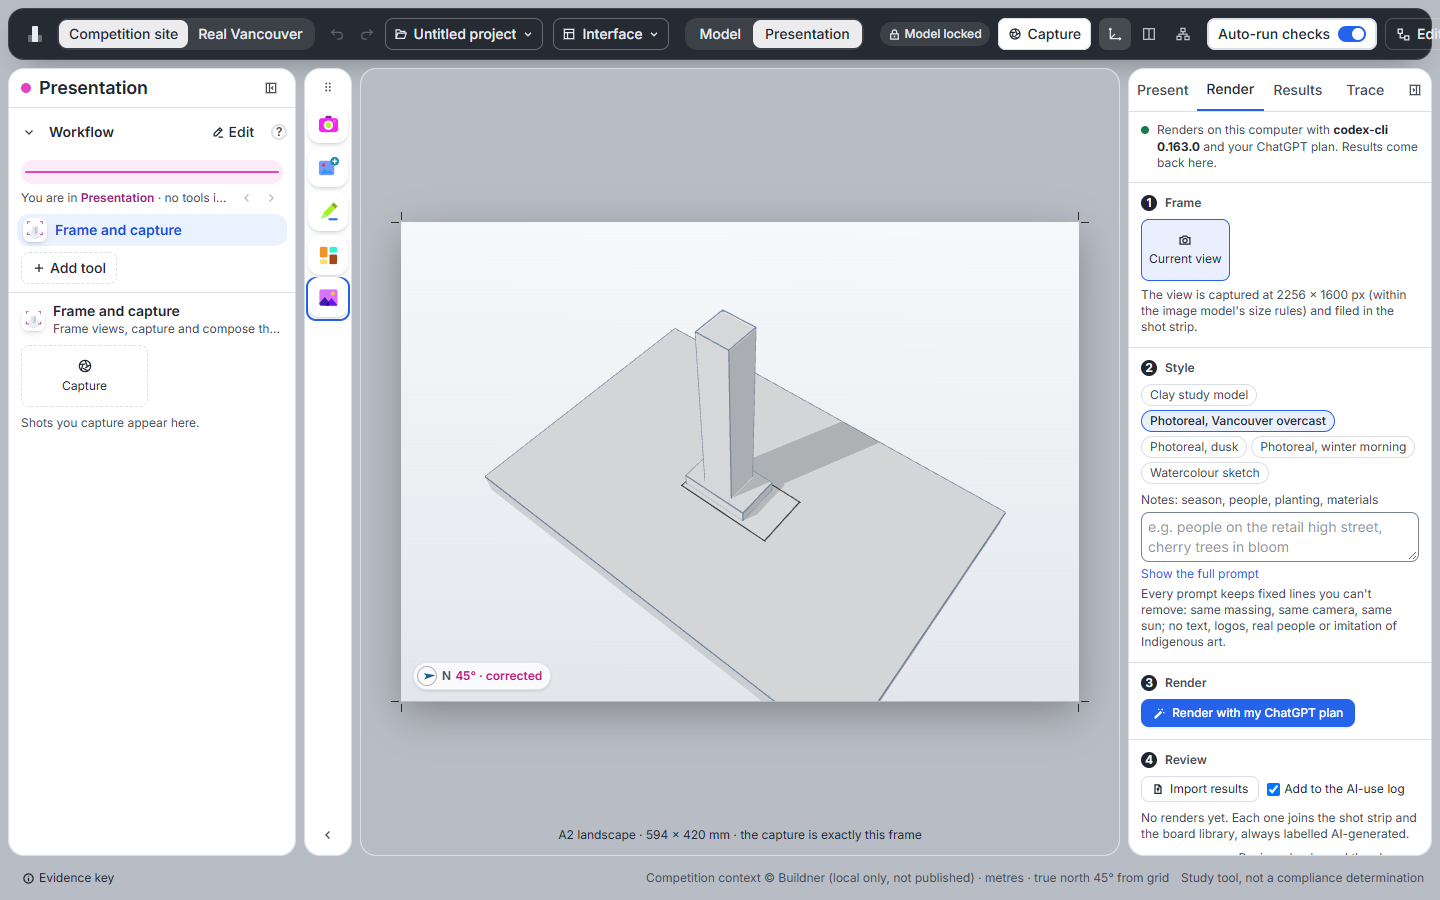 Competition site
Real Vancouver
Untitled project
Interface
Model
Presentation
Model locked
Capture
Auto-run checks
Presentation
Workflow
Edit
?
You are in Presentation · no tools i...
Frame and capture
+ Add tool
Frame and capture
Frame views, capture and compose th...
Capture
Shots you capture appear here.
N 45° · corrected
A2 landscape · 594 × 420 mm · the capture is exactly this frame
Present
Render
Results
Trace
Renders on this computer with codex-cli
0.163.0 and your ChatGPT plan. Results come
back here.
1 Frame
Current view
The view is captured at 2256 × 1600 px (within
the image model's size rules) and filed in the
shot strip.
2 Style
Clay study model
Photoreal, Vancouver overcast
Photoreal, dusk
Photoreal, winter morning
Watercolour sketch
Notes: season, people, planting, materials
e.g. people on the retail high street,
cherry trees in bloom
Show the full prompt
Every prompt keeps fixed lines you can't
remove: same massing, same camera, same
sun; no text, logos, real people or imitation of
Indigenous art.
3 Render
Render with my ChatGPT plan
4 Review
Import results
Add to the AI-use log
No renders yet. Each one joins the shot strip and
the board library, always labelled AI-generated.
Evidence key
Competition context © Buildner (local only, not published) · metres · true north 45° from grid
Study tool, not a compliance determination